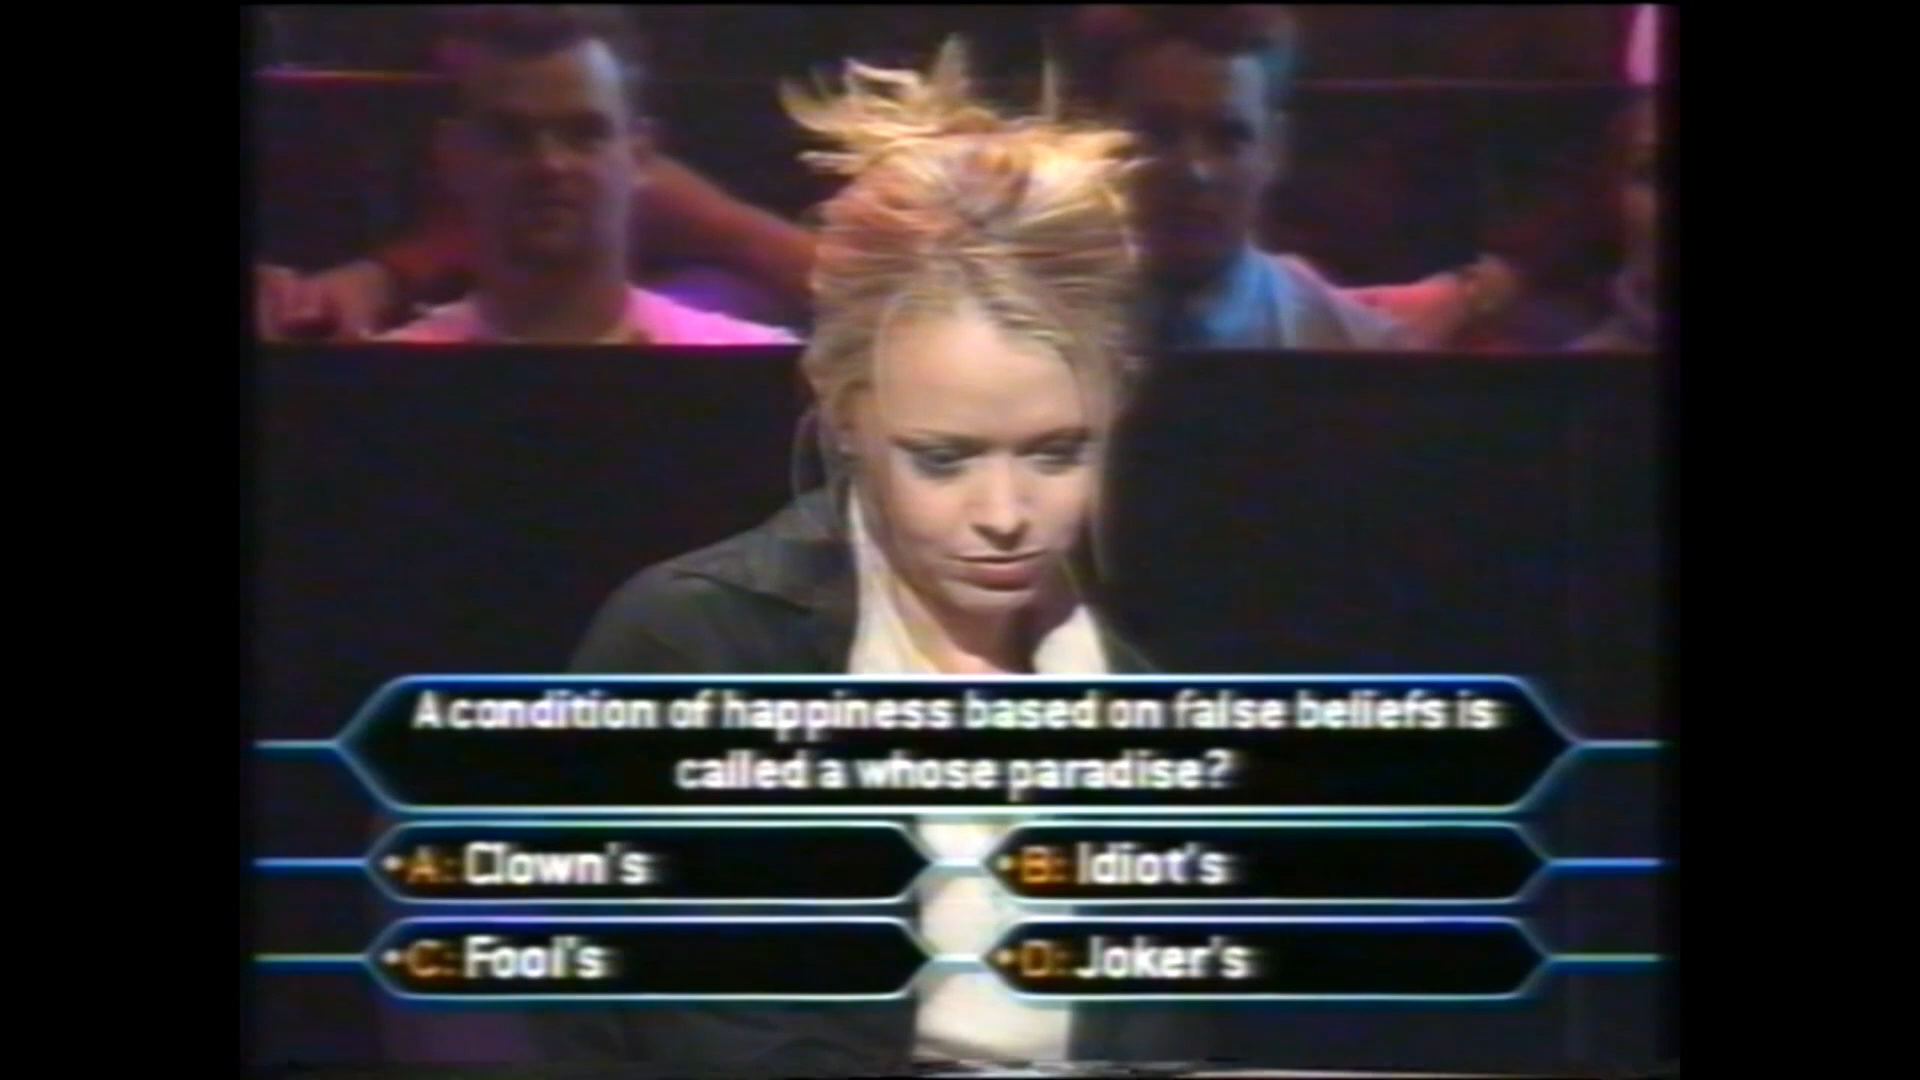 A condition of happiness based on false beliefs is
called a whose paradise?
A: Clown's
B: Idiot's
C: Fool's
D: Joker's